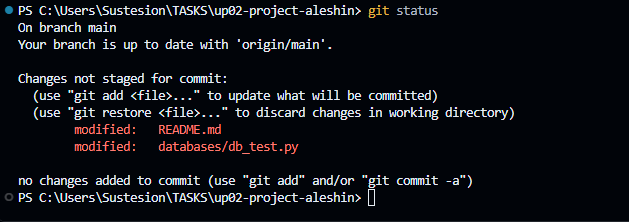 PS C:\Users\Sustesion\TASKS\up02-project-aleshin> git status
On branch main
Your branch is up to date with 'origin/main'.
Changes not staged for commit:
(use "git add <file>..." to update what will be committed)
(use "git restore <file>..." to discard changes in working directory)
modified: README.md
modified: databases/db_test.py
no changes added to commit (use "git add" and/or "git commit -a")
PS C:\Users\Sustesion\TASKS\up02-project-aleshin>